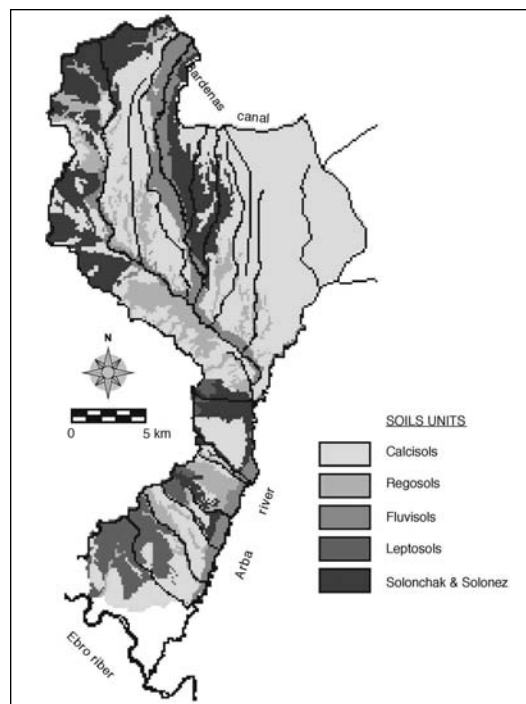 Bardenas
canal
N
0 5 km
SOILS UNITS
Calcisols
Regosols
Fluvisols
Leptosols
Solonchak & Solonez
Arba river
Ebro riber